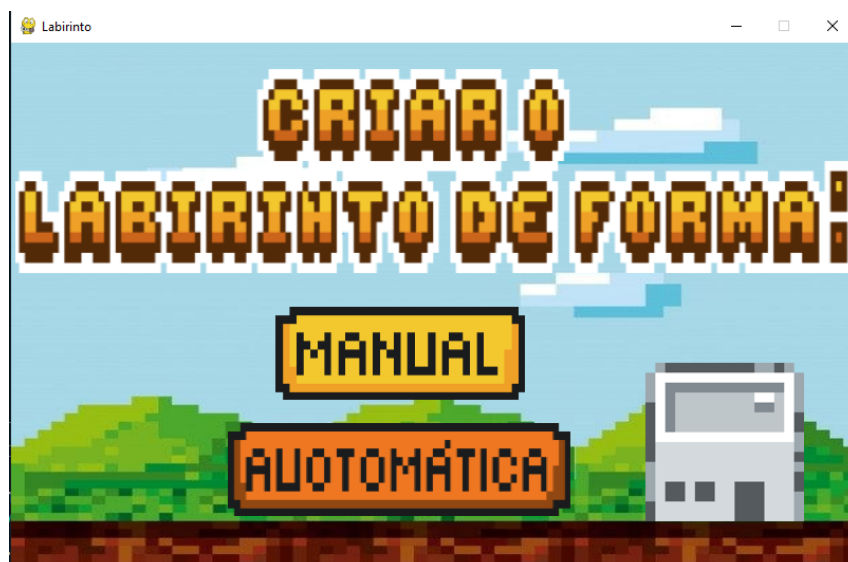 Labirinto
CRIAR O
LABIRINTO DE FORMA:
MANUAL
AUOTOMÁTICA